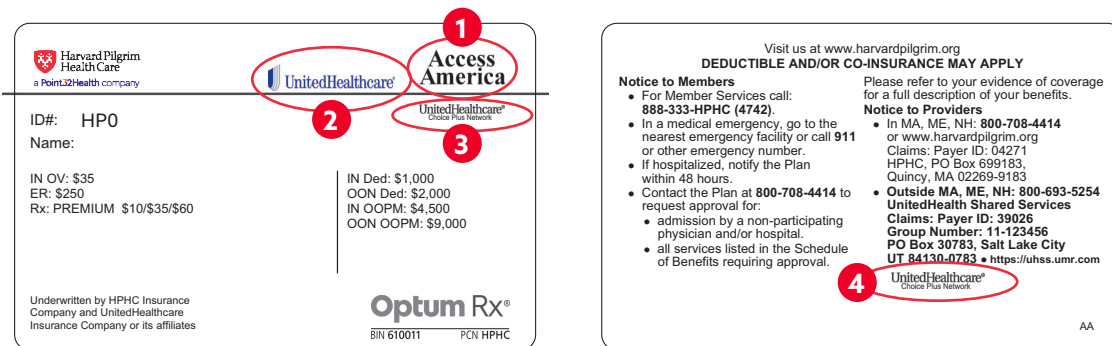 1
Harvard Pilgrim
Health Care
a Point32Health company
UnitedHealthcare®
Access
America
2
UnitedHealthcare®
Choice Plus Network
3
ID#: HP0
Name:
IN OV: $35
ER: $250
Rx: PREMIUM $10/$35/$60
IN Ded: $1,000
OON Ded: $2,000
IN OOPM: $4,500
OON OOPM: $9,000
Underwritten by HPHC Insurance
Company and UnitedHealthcare
Insurance Company or its affiliates
Optum Rx®
BIN 610011 PCN HPHC
Visit us at www.harvardpilgrim.org
DEDUCTIBLE AND/OR CO-INSURANCE MAY APPLY
Notice to Members
• For Member Services call:
888-333-HPHC (4742).
• In a medical emergency, go to the
nearest emergency facility or call 911
or other emergency number.
• If hospitalized, notify the Plan
within 48 hours.
• Contact the Plan at 800-708-4414 to
request approval for:
• admission by a non-participating
physician and/or hospital.
• all services listed in the Schedule
of Benefits requiring approval.
Please refer to your evidence of coverage
for a full description of your benefits.
Notice to Providers
• In MA, ME, NH: 800-708-4414
or www.harvardpilgrim.org
Claims: Payer ID: 04271
HPHC, PO Box 699183,
Quincy, MA 02269-9183
• Outside MA, ME, NH: 800-693-5254
UnitedHealth Shared Services
Claims: Payer ID: 39026
Group Number: 11-123456
PO Box 30783, Salt Lake City
UT 84130-0783 • https://uhss.umr.com
4
UnitedHealthcare®
Choice Plus Network
AA